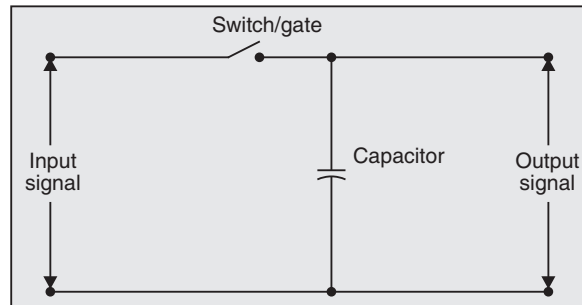 Switch/gate
Input
signal
Capacitor
Output
signal